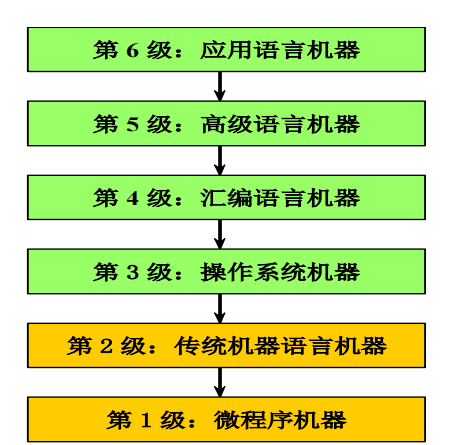 第 6 级：应用语言机器
第 5 级：高级语言机器
第 4 级：汇编语言机器
第 3 级：操作系统机器
第 2 级：传统机器语言机器
第 1 级：微程序机器